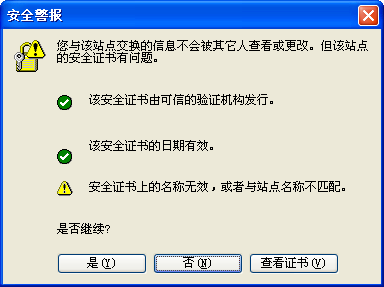 安全警报
您与该站点交换的信息不会被其它人查看或更改。但该站点
的安全证书有问题。
该安全证书由可信的验证机构发行。
该安全证书的日期有效。
安全证书上的名称无效，或者与站点名称不匹配。
是否继续?
是(Y)
否(N)
查看证书(V)